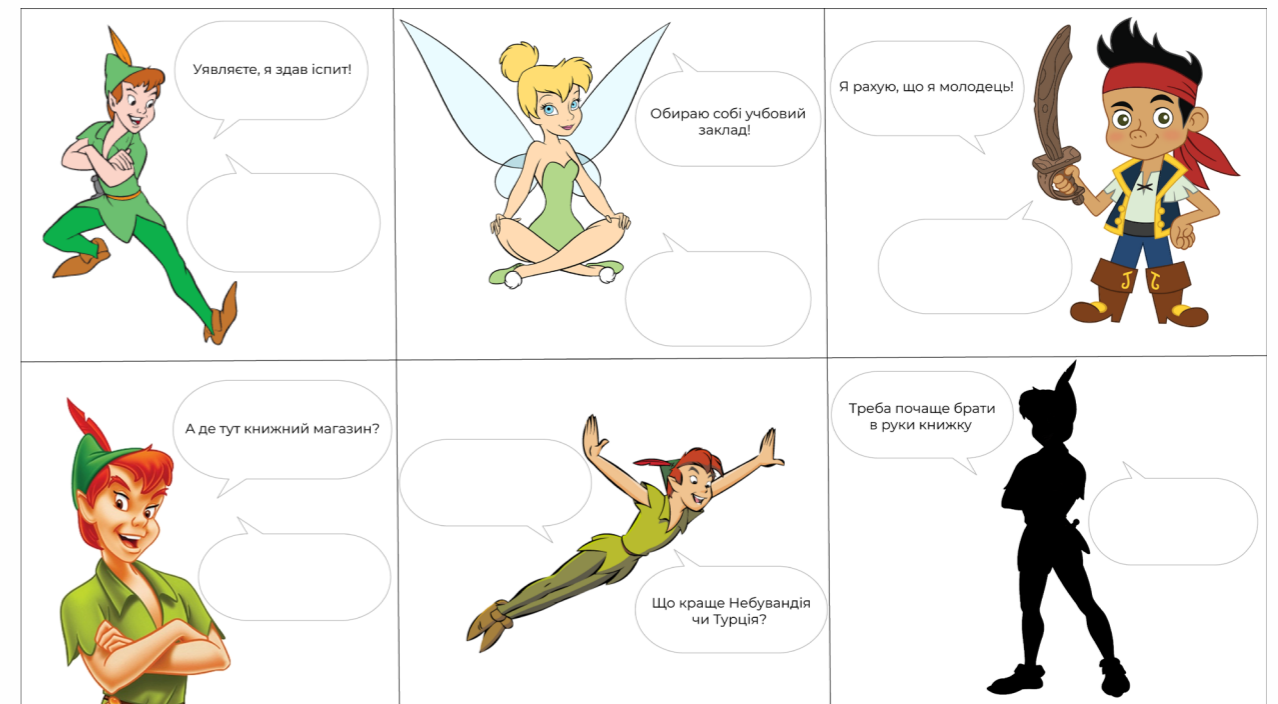 Уявляєте, я здав іспит!
Обираю собі учбовий
заклад!
Я рахую, що я молодець!
А де тут книжний магазин?
Що краще Небувандія
чи Турція?
Треба почаще брати
в руки книжку